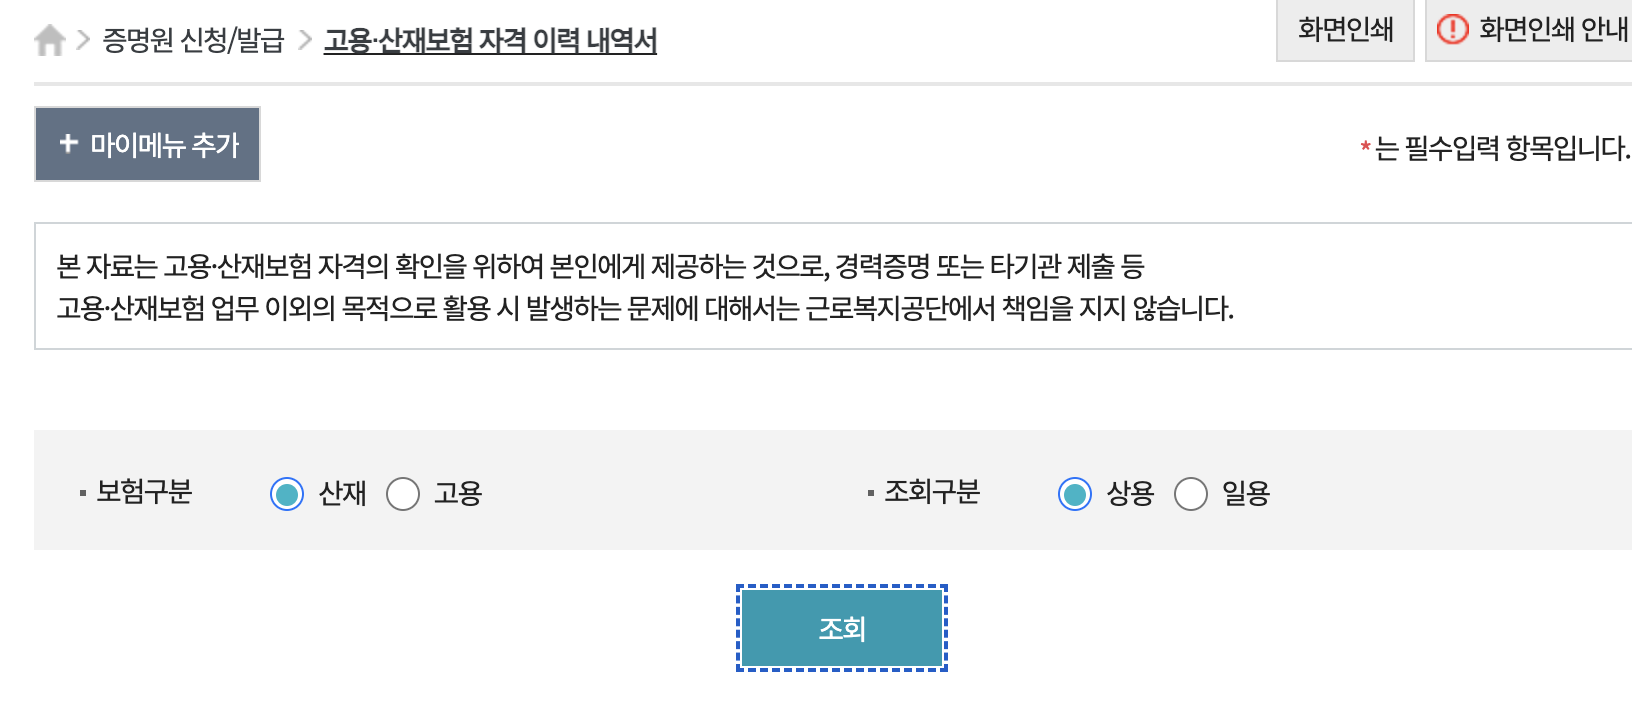 증명원 신청/발급 > 고용·산재보험 자격 이력 내역서
화면인쇄
화면인쇄 안내
+ 마이메뉴 추가
* 는 필수입력 항목입니다.
본 자료는 고용·산재보험 자격의 확인을 위하여 본인에게 제공하는 것으로, 경력증명 또는 타기관 제출 등
고용·산재보험 업무 이외의 목적으로 활용 시 발생하는 문제에 대해서는 근로복지공단에서 책임을 지지 않습니다.
보험구분 산재 고용 조회구분 상용 일용
조회